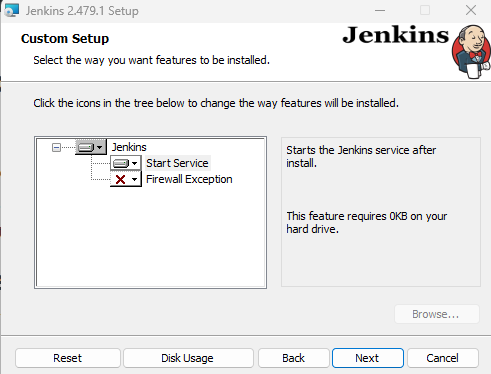 Jenkins 2.479.1 Setup
Custom Setup
Jenkins
Select the way you want features to be installed.
Click the icons in the tree below to change the way features will be installed.
Jenkins
Start Service
Firewall Exception
Starts the Jenkins service after
install.
This feature requires 0KB on your
hard drive.
Browse...
Reset
Disk Usage
Back
Next
Cancel